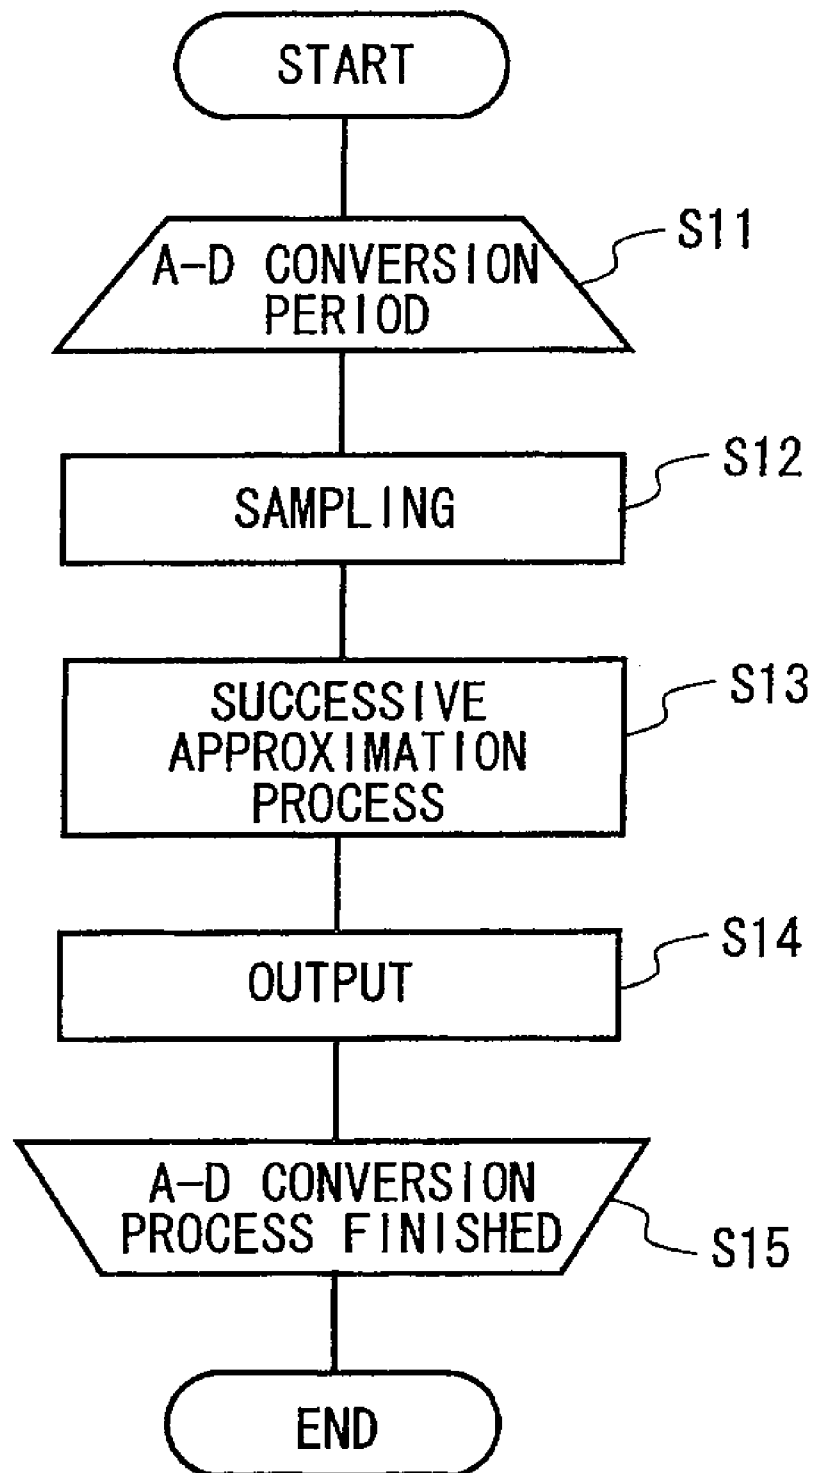 START
A-D CONVERSION
PERIOD
S11
SAMPLING
S12
SUCCESSIVE
APPROXIMATION
PROCESS
S13
OUTPUT
S14
A-D CONVERSION
PROCESS FINISHED
S15
END